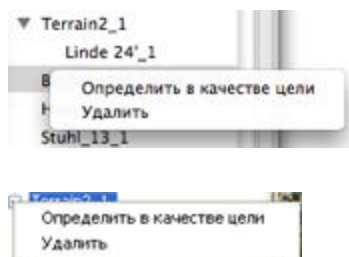 Terrain2_1
Linde 24'_1
В
Определить в качестве цели
H
Удалить
Stuhl_13_1
Terrain2_1
Определить в качестве цели
Удалить